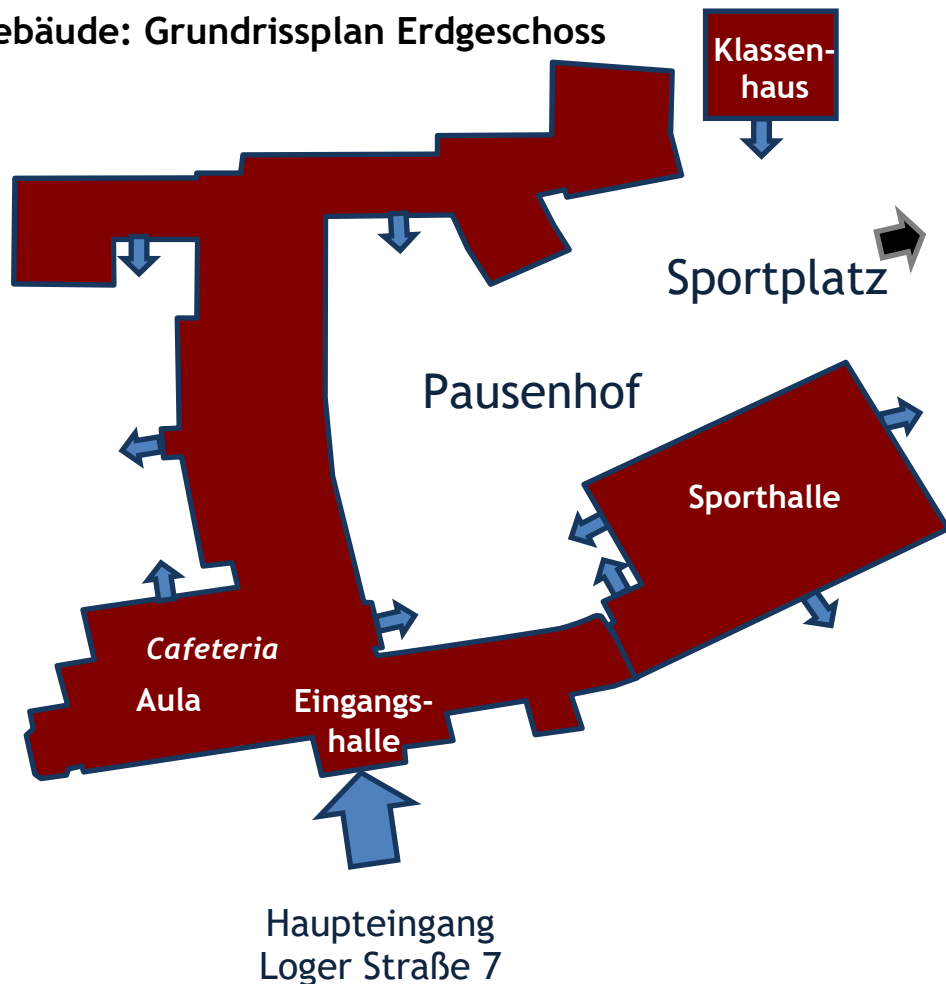 ebäude: Grundrissplan Erdgeschoss
Klassen-
haus
Sportplatz
Pausenhof
Sporthalle
Cafeteria
Aula
Eingangs-
halle
Haupteingang
Loger Straße 7